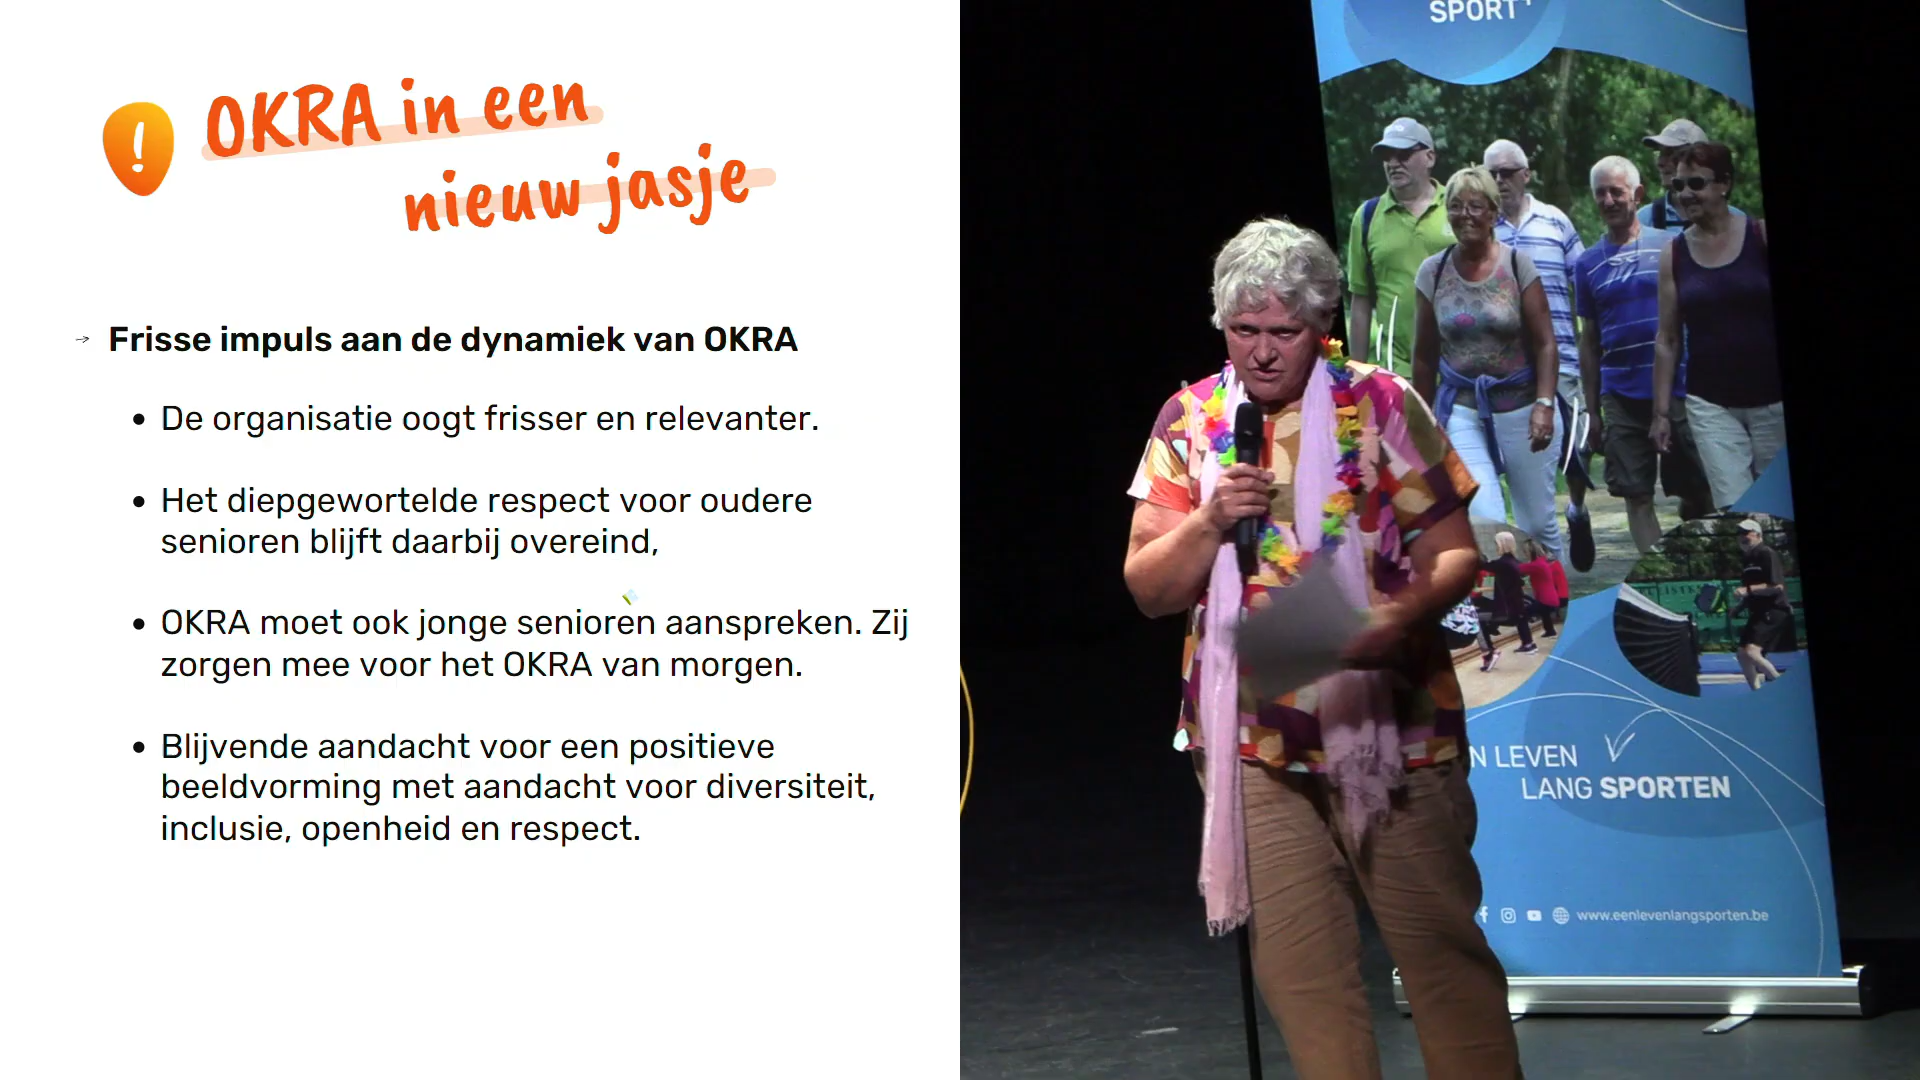 OKRA in een
nieuw jasje
Frisse impuls aan de dynamiek van OKRA
• De organisatie oogt frisser en relevanter.
• Het diepgewortelde respect voor oudere
senioren blijft daarbij overeind,
• OKRA moet ook jonge senioren aanspreken. Zij
zorgen mee voor het OKRA van morgen.
• Blijvende aandacht voor een positieve
beeldvorming met aandacht voor diversiteit,
inclusie, openheid en respect.
SPORT+
N LEVEN
LANG SPORTEN
www.eenlevenlangsporten.be